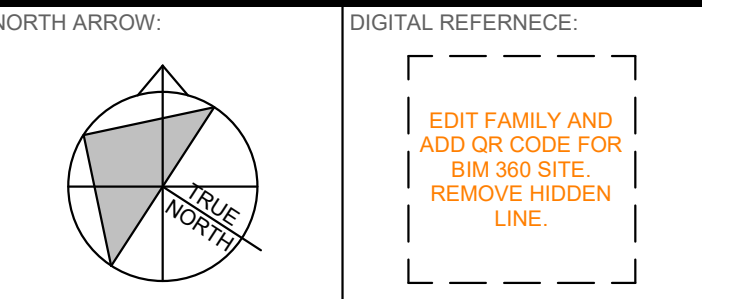 NORTH ARROW:
DIGITAL REFERNECE:
TRUE
NORTH
EDIT FAMILY AND
ADD QR CODE FOR
BIM 360 SITE.
REMOVE HIDDEN
LINE.